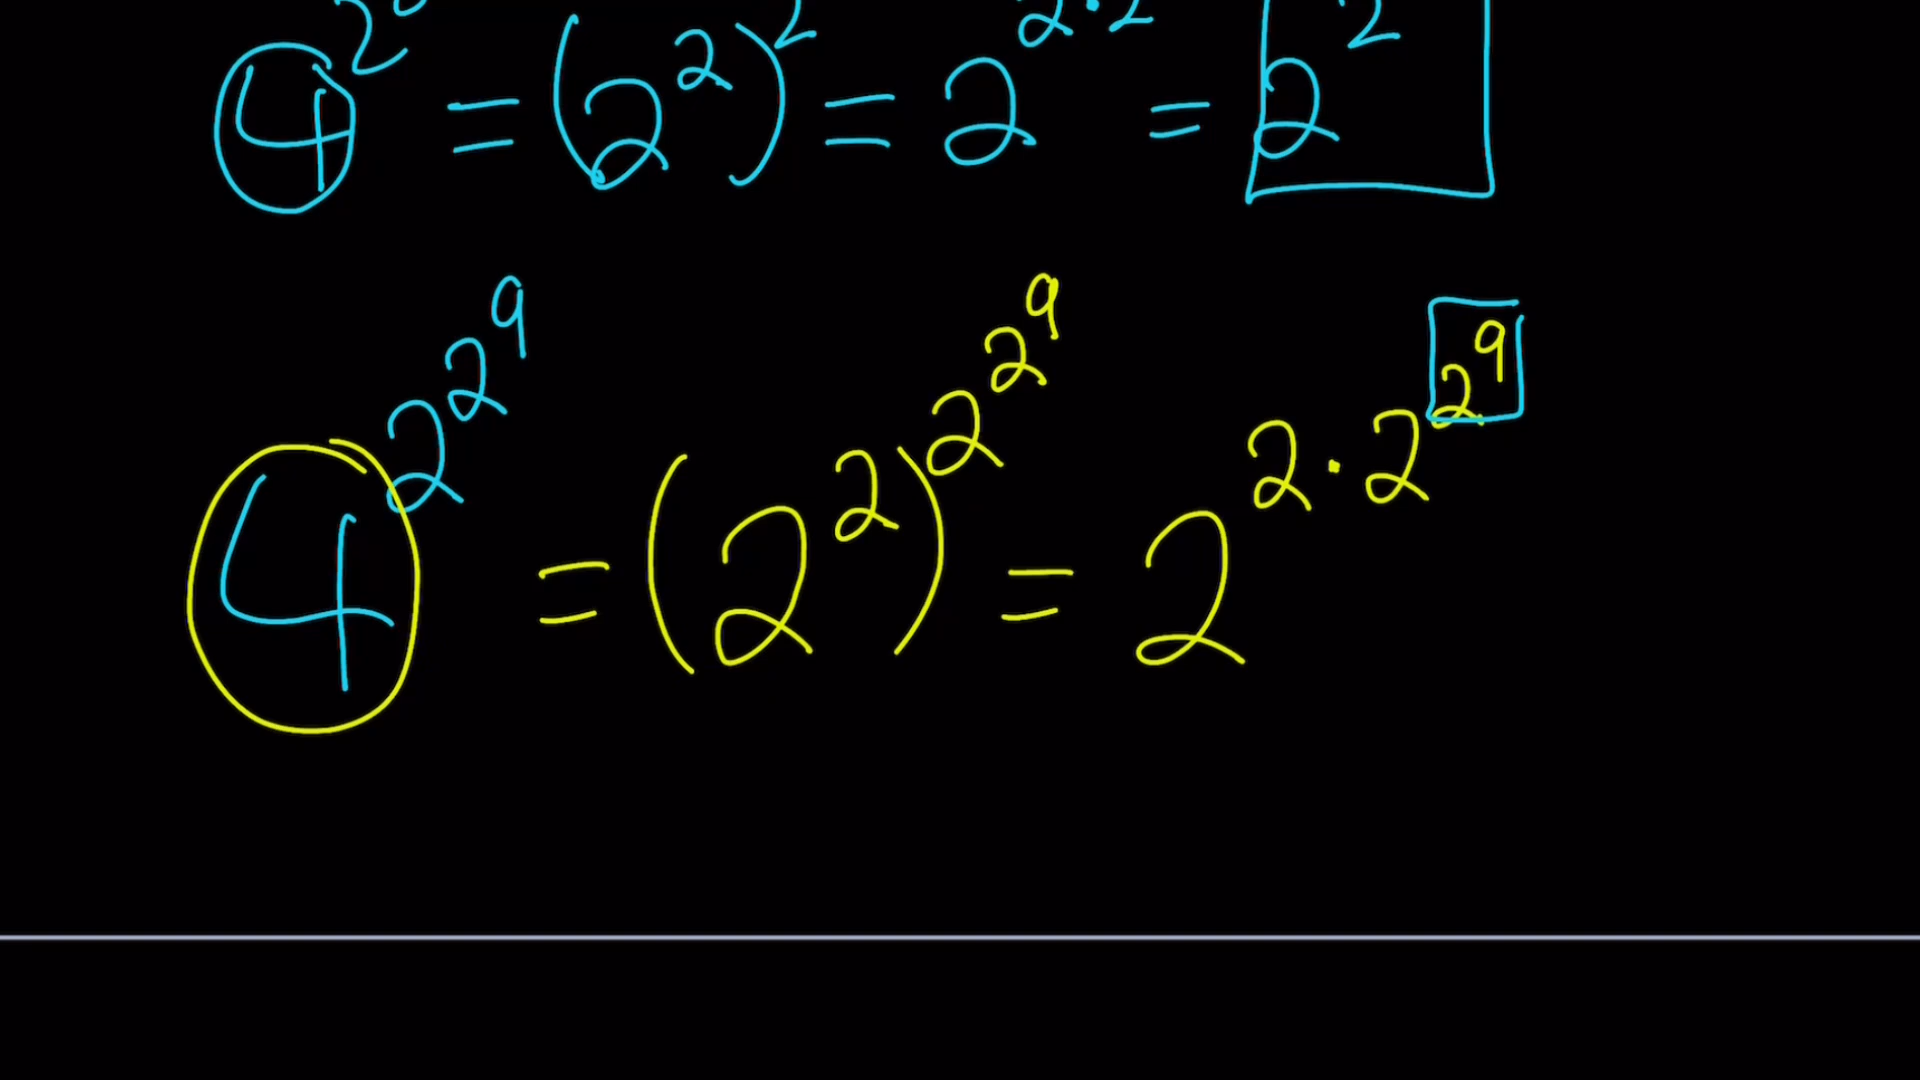 4^2 = (2^2)^2 = 2^{2·2} = 2^2
4^{2^{2^9}} = (2^2)^{2^{2^9}} = 2^{2·2^{2^9}}